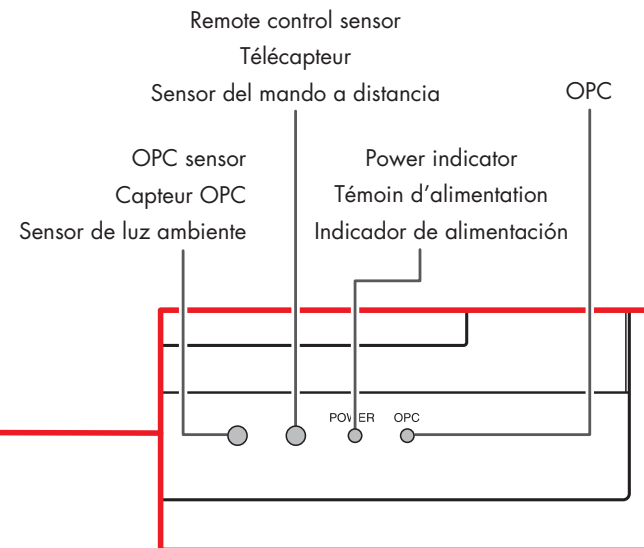 Remote control sensor
Télécapteur
Sensor del mando a distancia
OPC
OPC sensor
Capteur OPC
Sensor de luz ambiente
Power indicator
Témoin d’alimentation
Indicador de alimentación
POWER
OPC